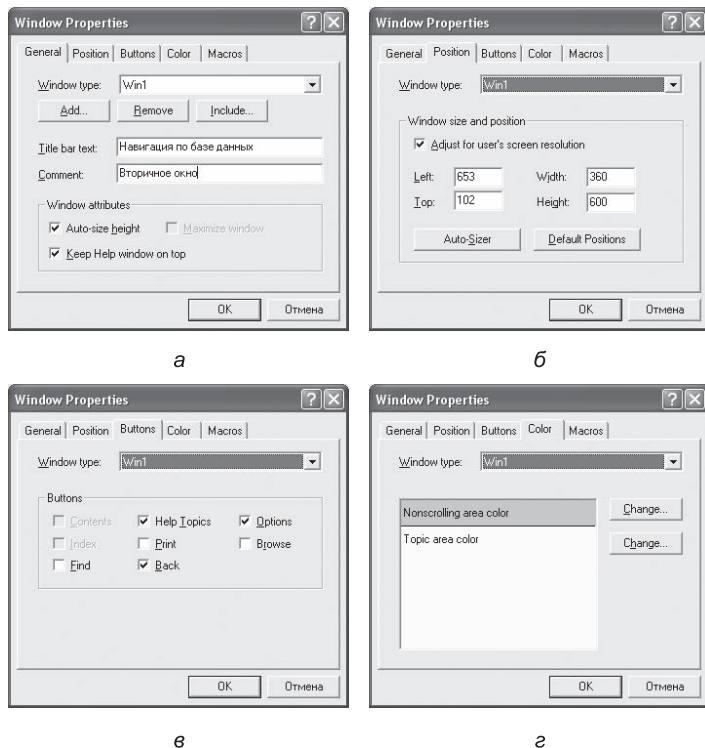 Window Properties
General Position Buttons Color Macros
Window type: Win1
Add... Remove Include...
Title bar text: Навигация по базе данных
Comment: Вторичное окно
Window attributes
Auto-size height Maximize window
Keep Help window on top
OK Отмена
а
Window Properties
General Position Buttons Color Macros
Window type: Win1
Window size and position
Adjust for user's screen resolution
Left: 653 Width: 360
Top: 102 Height: 600
Auto-Sizer Default Positions
OK Отмена
б
Window Properties
General Position Buttons Color Macros
Window type: Win1
Buttons
Contents Help Topics Options
Index Print Browse
Find Back
OK Отмена
в
Window Properties
General Position Buttons Color Macros
Window type: Win1
Nonscrolling area color Change...
Topic area color Change...
OK Отмена
г